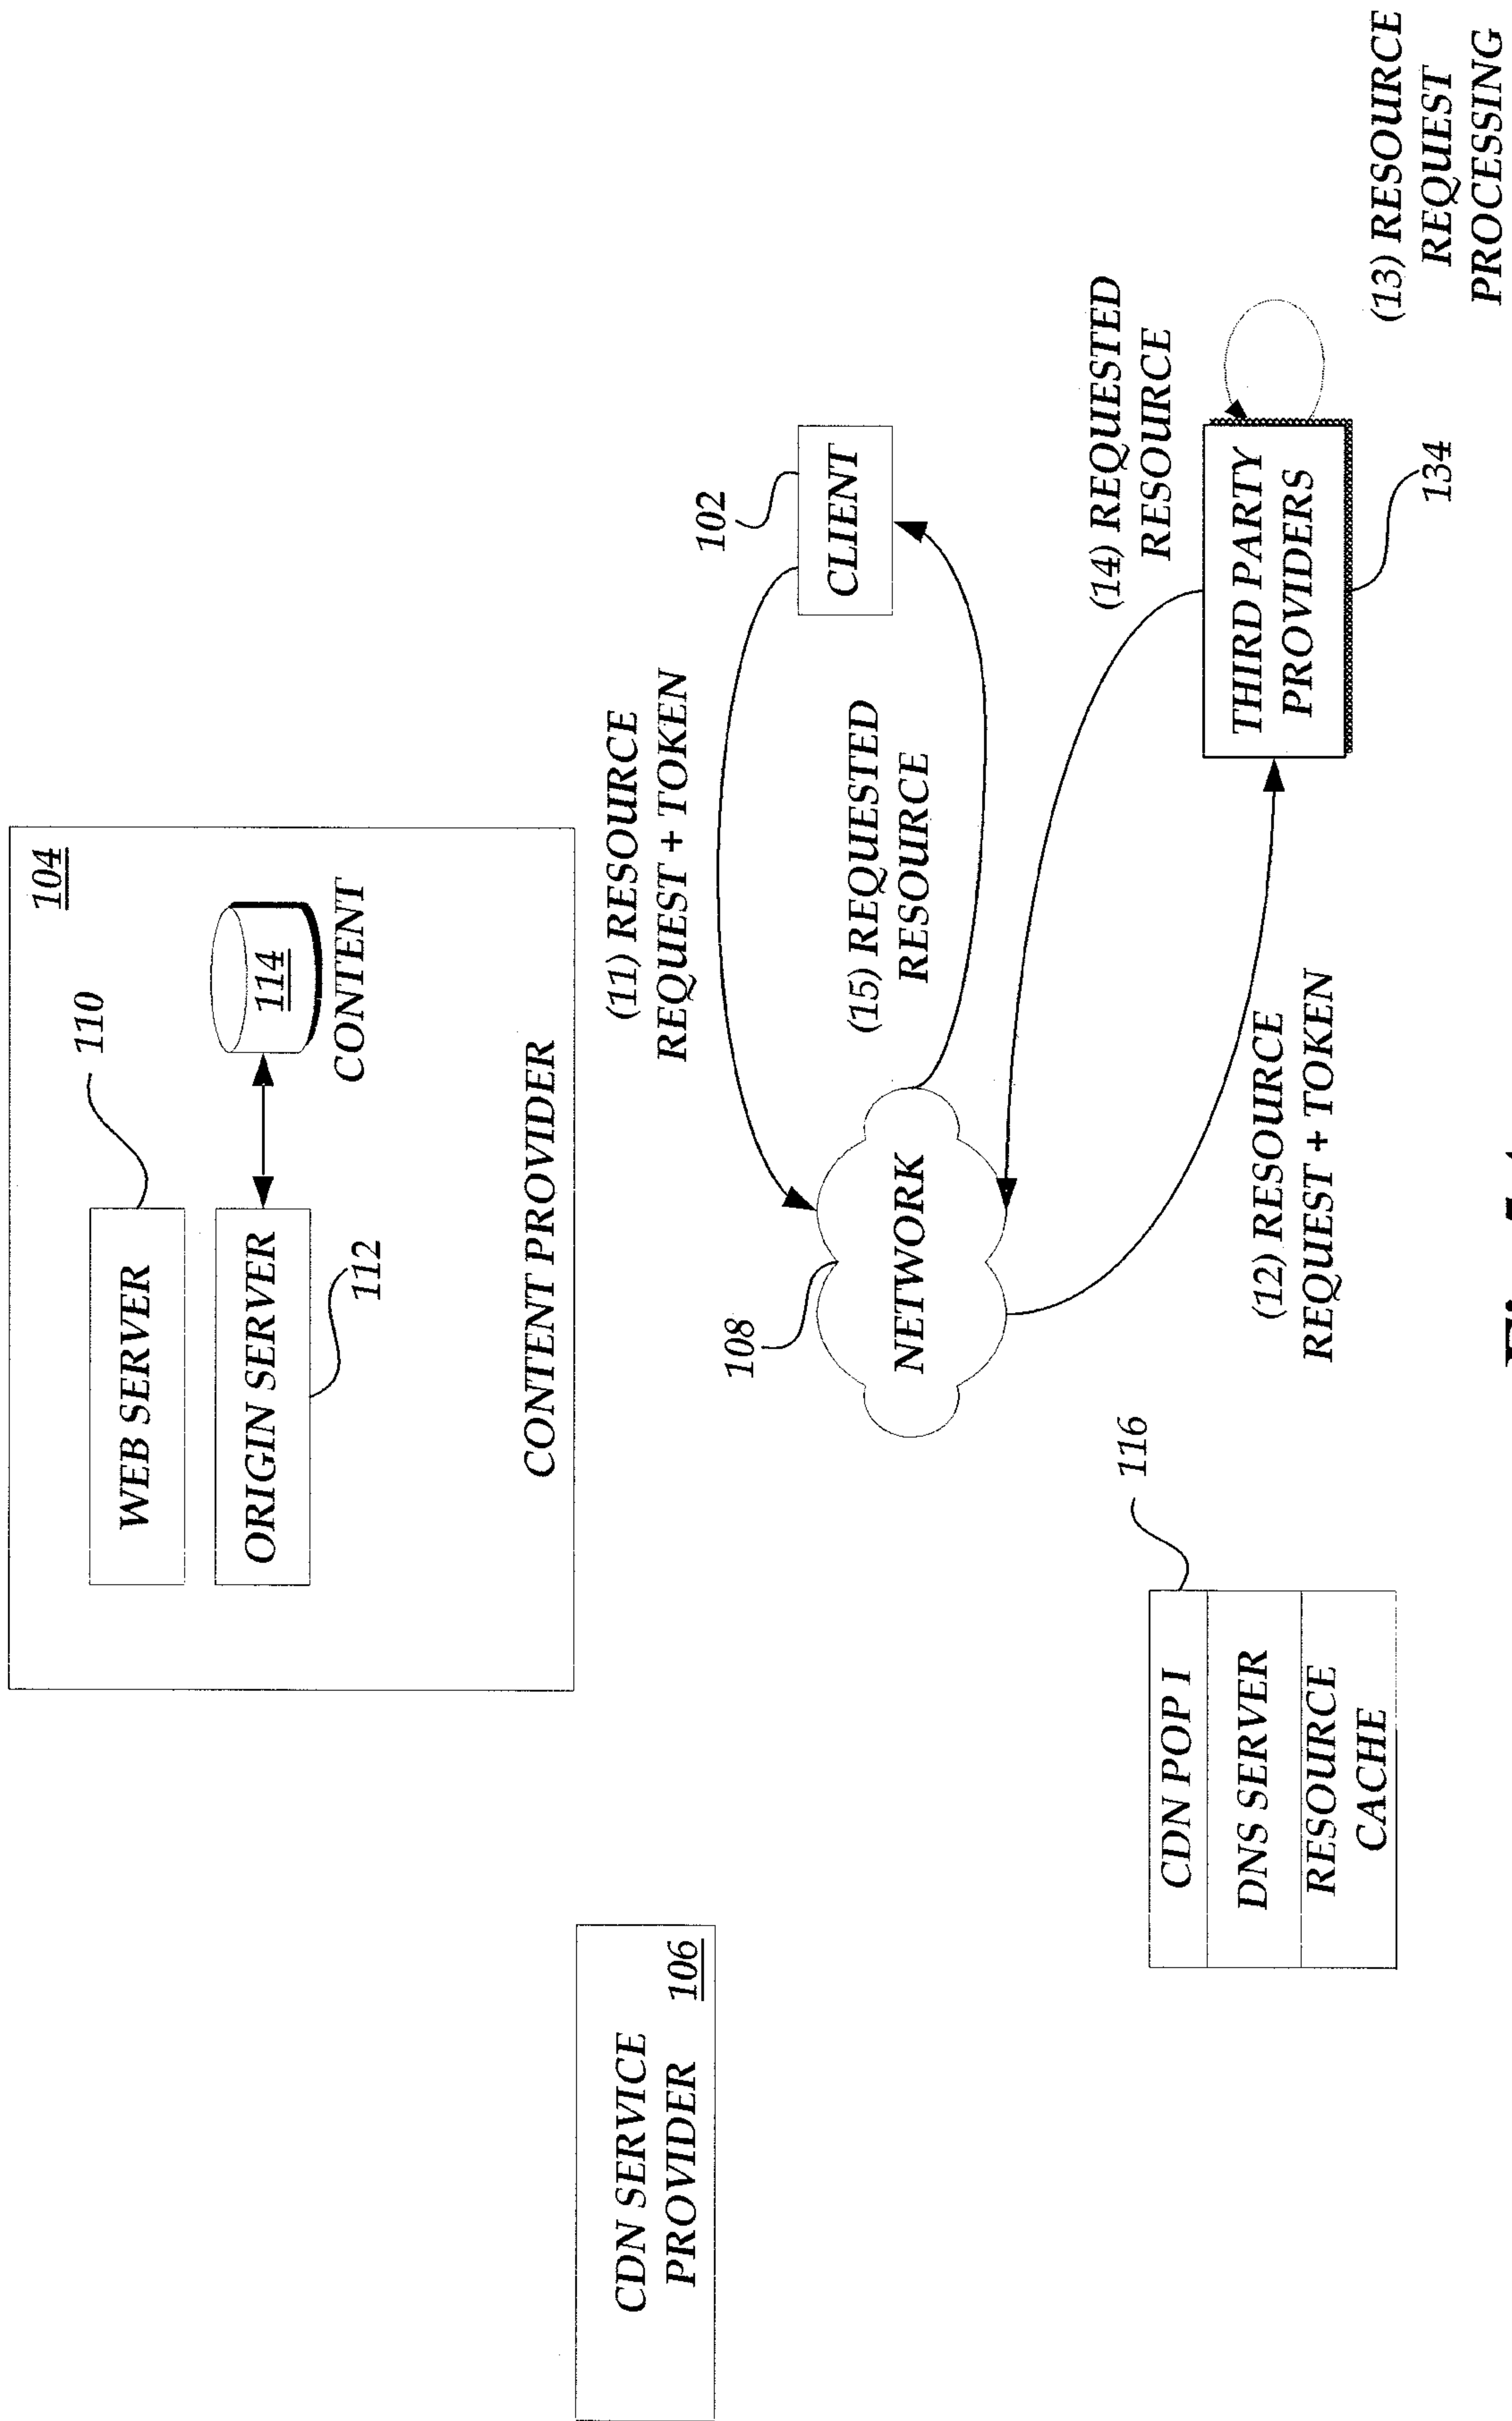 104
WEB SERVER
110
ORIGIN SERVER
112
114
CONTENT
CONTENT PROVIDER
CDN SERVICE
PROVIDER
106
(11) RESOURCE
REQUEST + TOKEN
102
CLIENT
108
NETWORK
(15) REQUESTED
RESOURCE
(14) REQUESTED
RESOURCE
116
CDN POP I
DNS SERVER
RESOURCE
CACHE
(12) RESOURCE
REQUEST + TOKEN
THIRD PARTY
PROVIDERS
134
(13) RESOURCE
REQUEST
PROCESSING